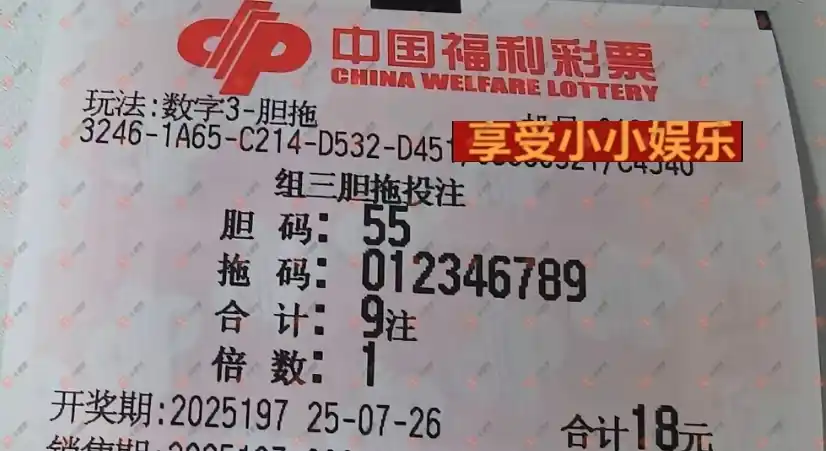 中国福利彩票
CHINA WELFARE LOTTERY
玩法:数字3-胆拖
3246-1A65-C214-D532-D451
享受小小娱乐
组三胆拖投注
胆 码: 55
拖 码: 012346789
合 计: 9注
倍 数: 1
开奖期:2025197 25-07-26
合计18元